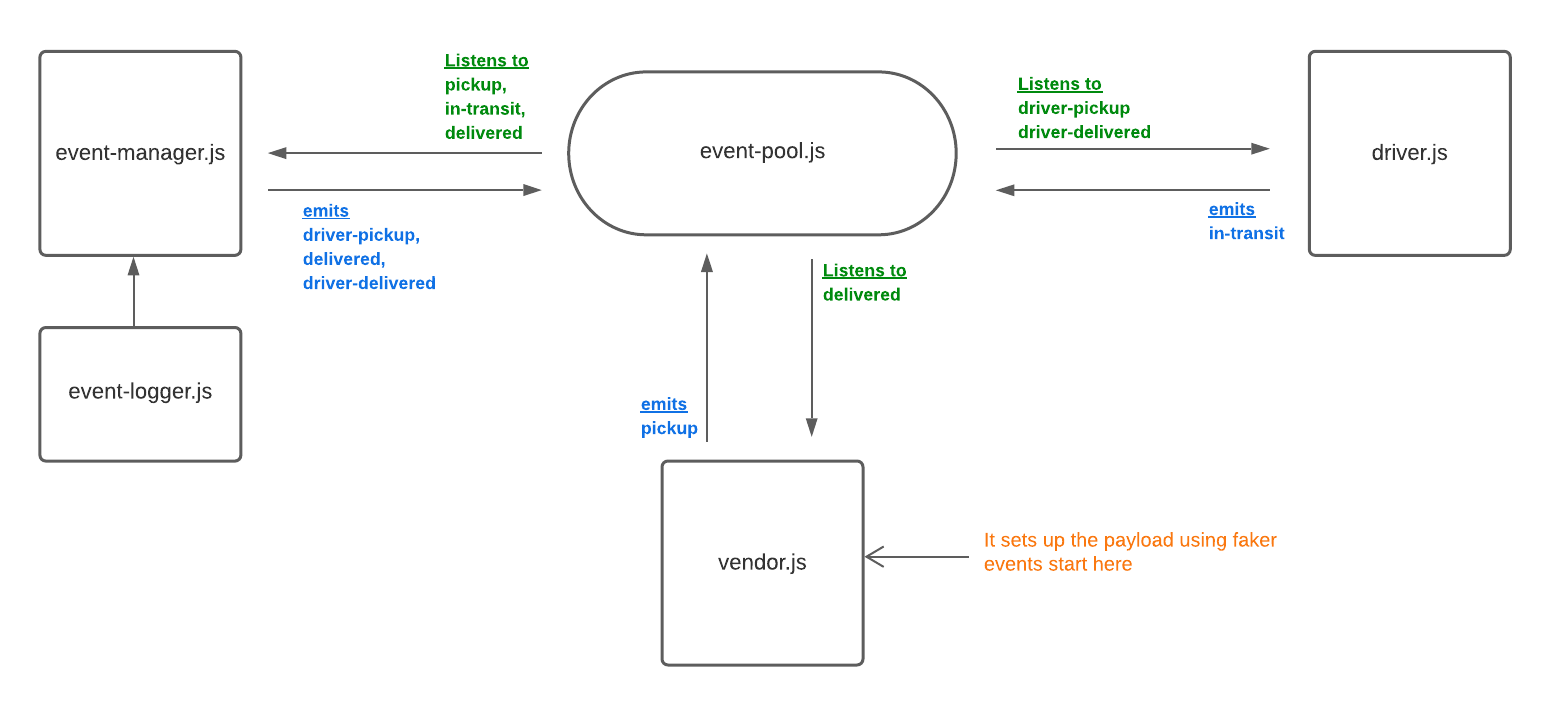 event-manager.js
Listens to
pickup,
in-transit,
delivered
emits
driver-pickup,
delivered,
driver-delivered
event-pool.js
Listens to
driver-pickup
driver-delivered
emits
in-transit
driver.js
event-logger.js
Listens to
delivered
emits
pickup
vendor.js
It sets up the payload using faker
events start here